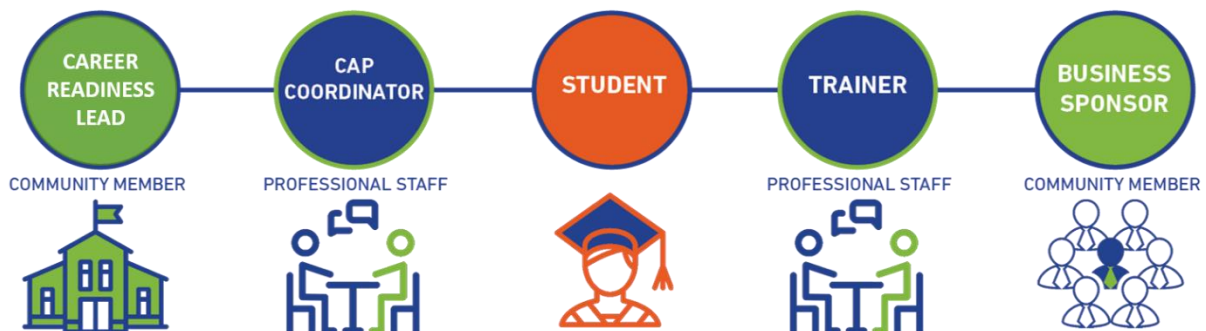 CAREER
READINESS
LEAD
CAP
COORDINATOR
STUDENT
TRAINER
BUSINESS
SPONSOR
COMMUNITY MEMBER
PROFESSIONAL STAFF
PROFESSIONAL STAFF
COMMUNITY MEMBER